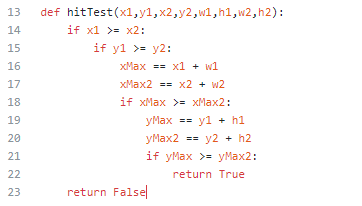 13 def hitTest(x1,y1,x2,y2,w1,h1,w2,h2):
14     if x1 >= x2:
15         if y1 >= y2:
16             xMax == x1 + w1
17             xMax2 == x2 + w2
18             if xMax >= xMax2:
19                 yMax == y1 + h1
20                 yMax2 == y2 + h2
21                 if yMax >= yMax2:
22                     return True
23     return False